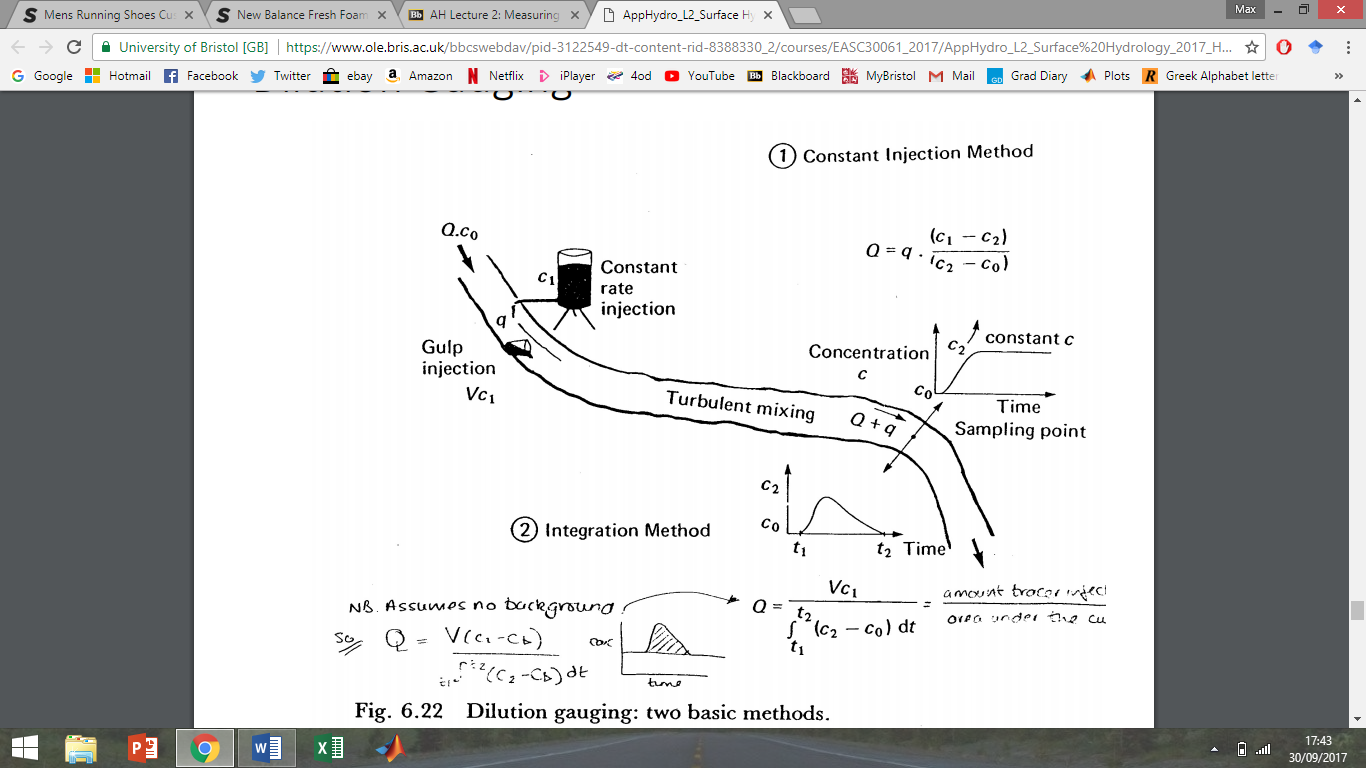 Mens Running Shoes Cus
New Balance Fresh Foam
AH Lecture 2: Measuring
AppHydro_L2_Surface Hy
Max
University of Bristol [GB]
https://www.ole.bris.ac.uk/bbcswebdav/pid-3122549-dt-content-rid-8388330_2/courses/EASC30061_2017/AppHydro_L2_Surface%20Hydrology_2017_H...
Google Hotmail Facebook Twitter ebay Amazon Netflix iPlayer 4od YouTube Blackboard MyBristol Mail Grad Diary Plots Greek Alphabet letter »
Dilution Gauging
1 Constant Injection Method
Q.c0
Q = q . (c1 − c2)
(c2 − c0)
c1
Constant
rate
injection
q
Gulp
injection
Vc1
Concentration
c
c2
constant c
c0
Time
Turbulent mixing
Q + q
Sampling point
c2
c0
t1 t2 Time
2 Integration Method
NB. Assumes no background
Q = Vc1
t2
∫ (c2 − c0) dt
t1
= amount tracer inject
area under the cu
so Q = V(c1-cb)
(c2-cb)dt
conc
time
Fig. 6.22 Dilution gauging: two basic methods.
17:43
30/09/2017